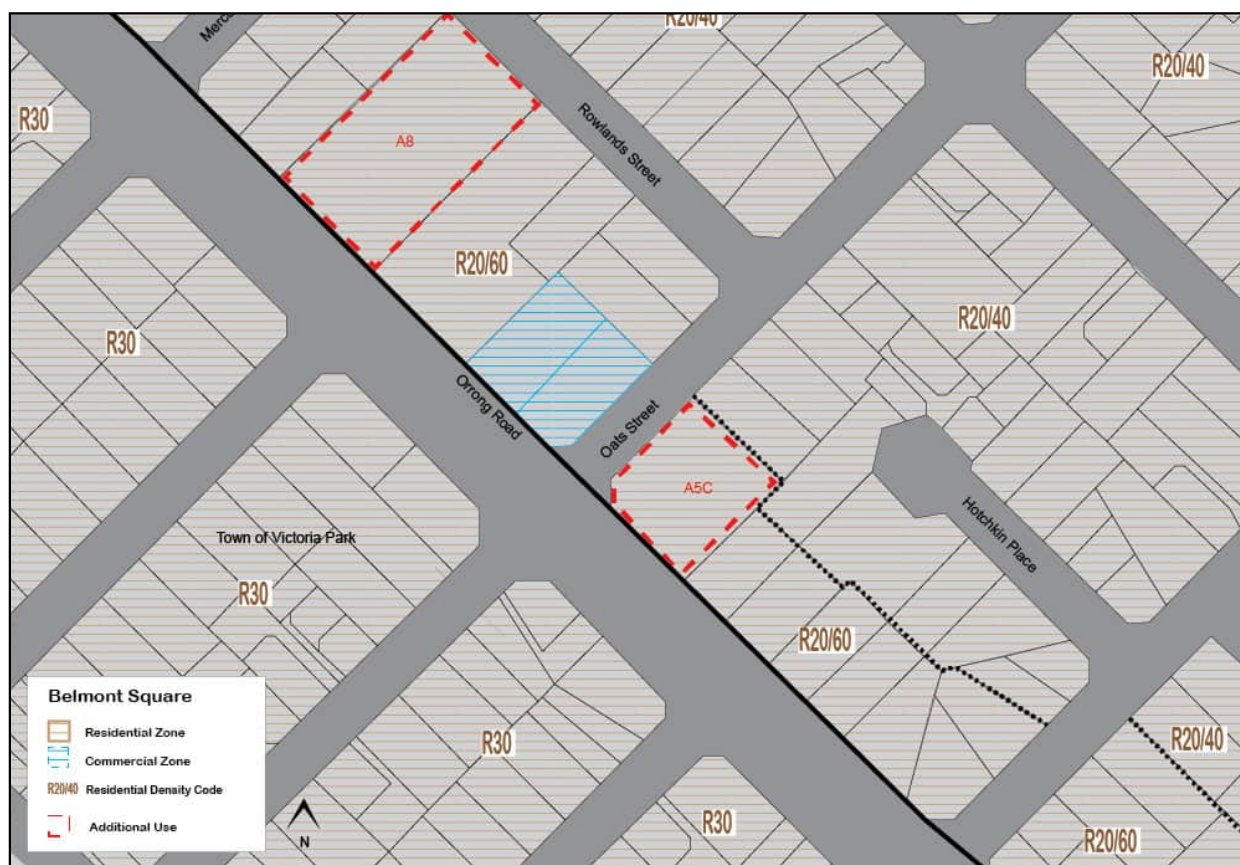 R20/40
R20/40
R30
A8
Rowlands Street
R20/60
R30
R20/40
Orrong Road
Oats Street
A5C
Hotchkin Place
Town of Victoria Park
R30
R20/60
R30
R20/40
R30
R20/60
Belmont Square
Residential Zone
Commercial Zone
R20/40 Residential Density Code
Additional Use
N